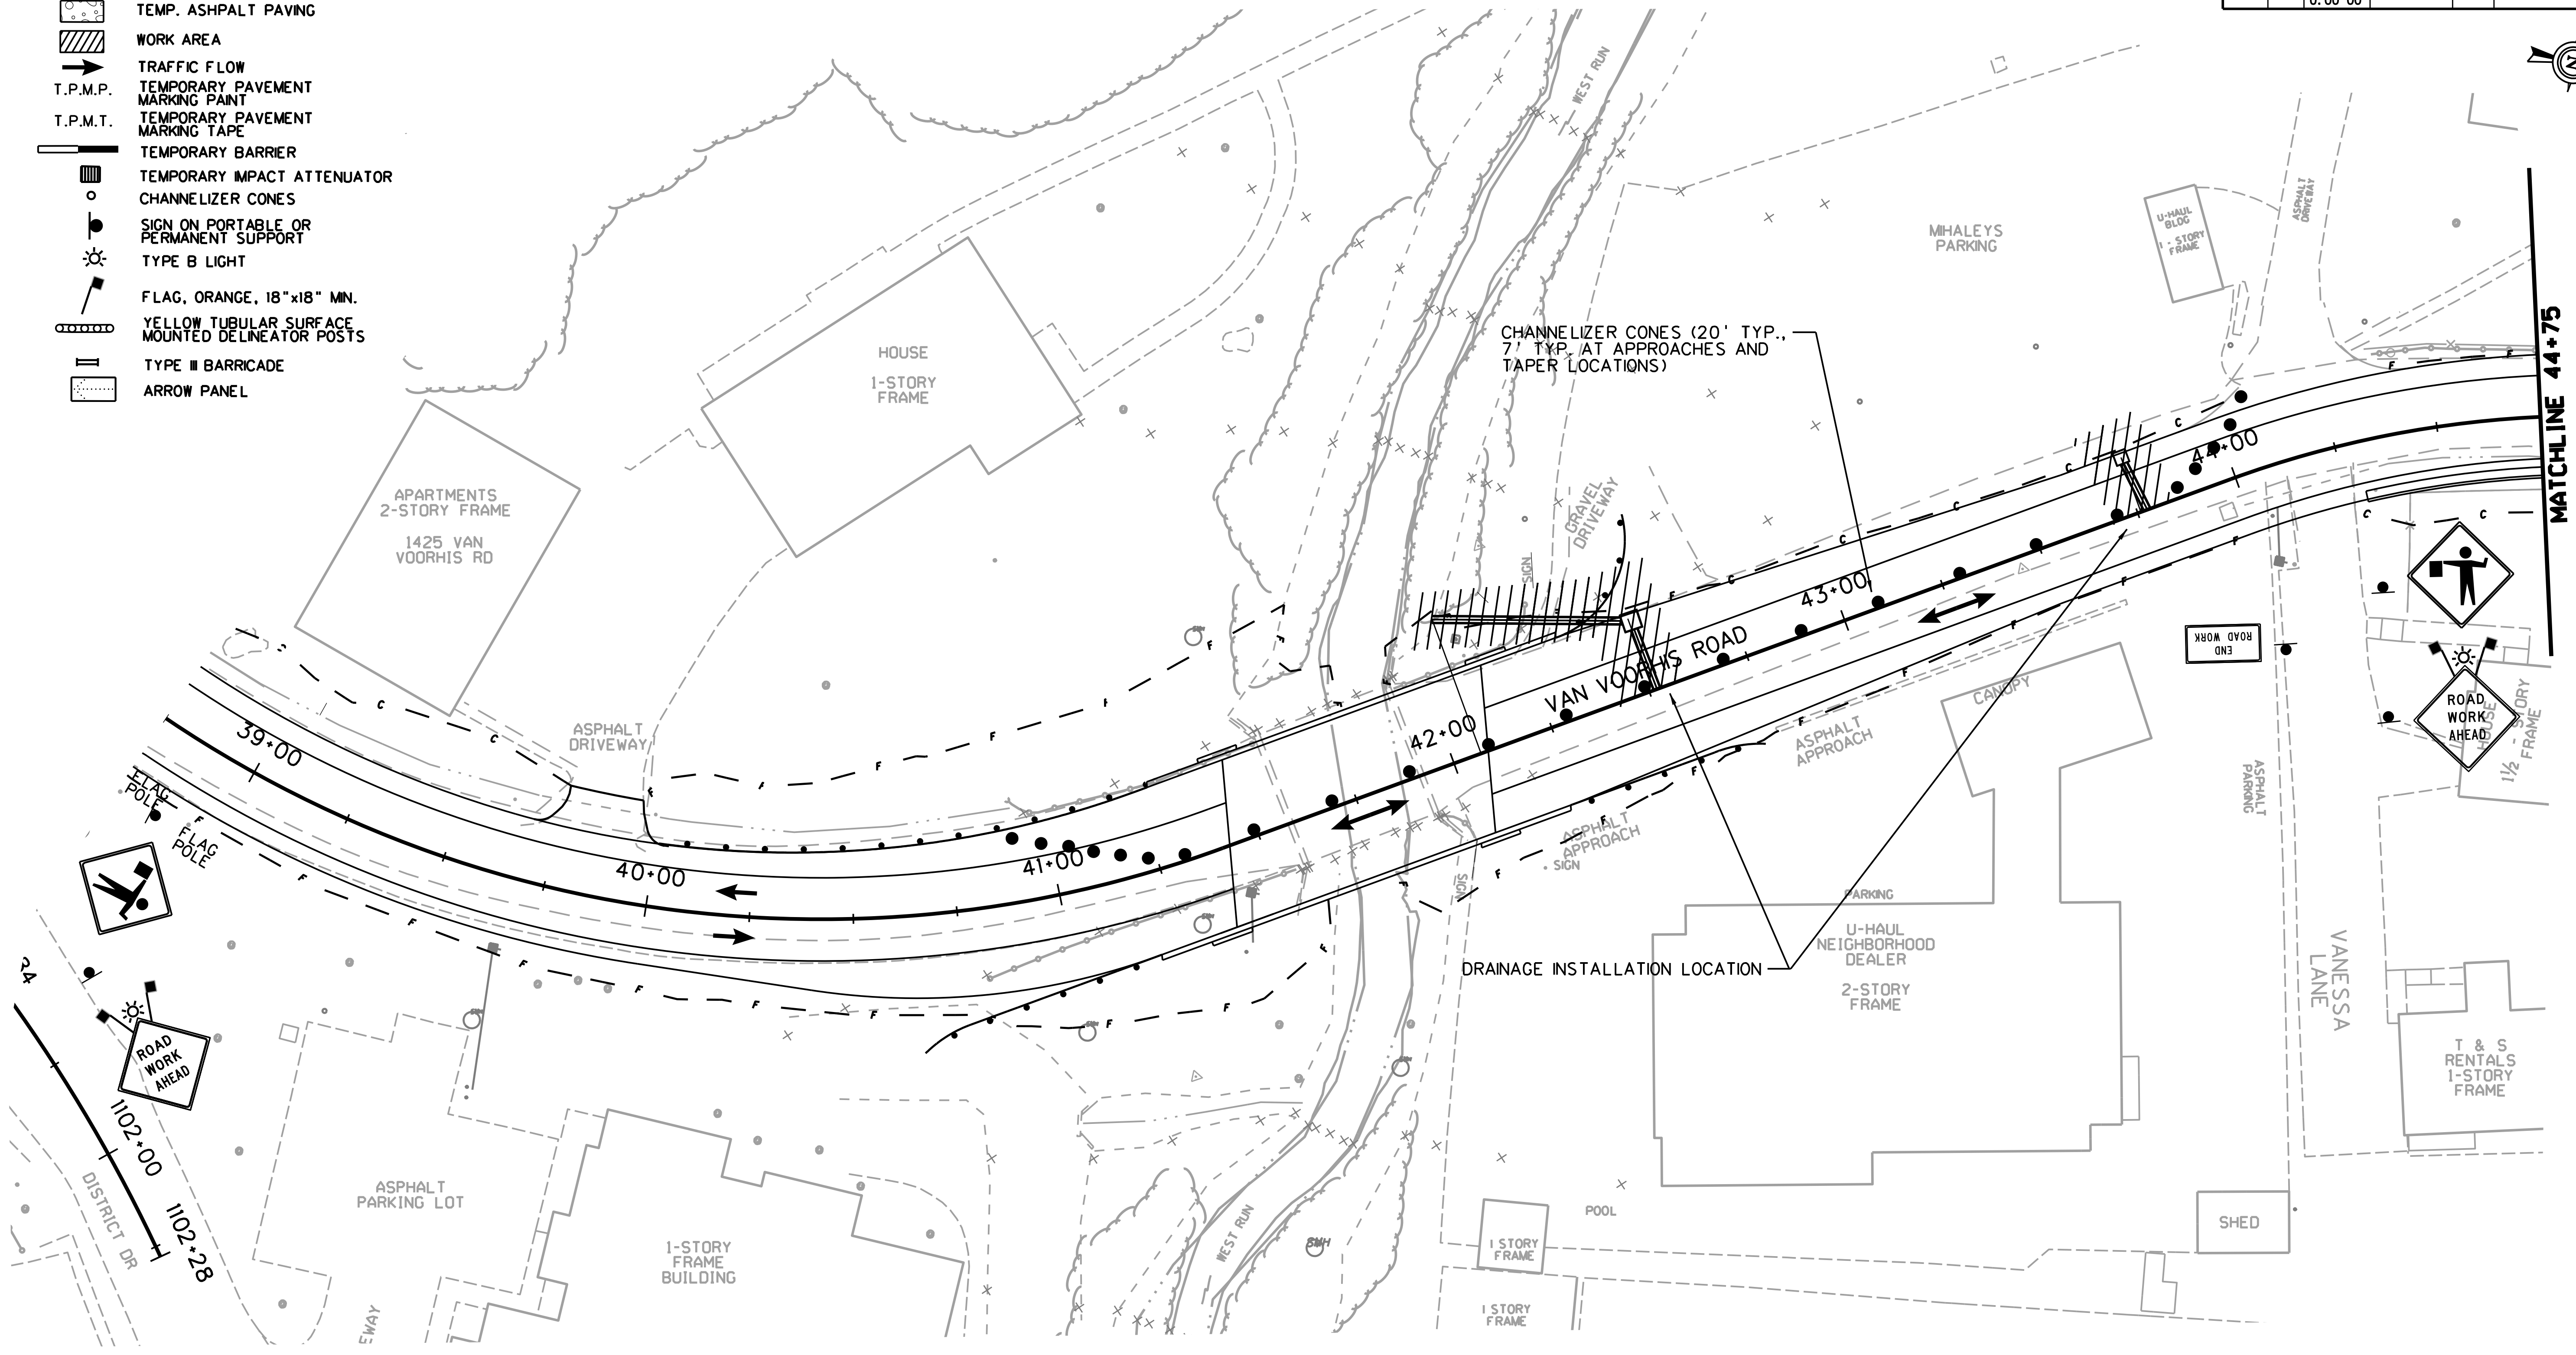 TEMP. ASHPALT PAVING
WORK AREA
TRAFFIC FLOW
T.P.M.P. TEMPORARY PAVEMENT
MARKING PAINT
T.P.M.T. TEMPORARY PAVEMENT
MARKING TAPE
TEMPORARY BARRIER
TEMPORARY IMPACT ATTENUATOR
CHANNELIZER CONES
SIGN ON PORTABLE OR
PERMANENT SUPPORT
TYPE B LIGHT
FLAG, ORANGE, 18"x18" MIN.
YELLOW TUBULAR SURFACE
MOUNTED DELINEATOR POSTS
TYPE III BARRICADE
ARROW PANEL
N
WEST RUN
MIHALEYS
PARKING
U-HAUL
BLDG
1 - STORY
FRAME
ASPHALT
DRIVEWAY
MATCHLINE 44+75
CHANNELIZER CONES (20' TYP.,
7' TYP. AT APPROACHES AND
TAPER LOCATIONS)
HOUSE
1-STORY
FRAME
APARTMENTS
2-STORY FRAME
1425 VAN
VOORHIS RD
GRAVEL
DRIVEWAY
SIGN
44+00
43+00
VAN VOORHIS ROAD
42+00
41+00
40+00
39+00
ASPHALT
DRIVEWAY
FLAG
POLE
FLAG
POLE
ASPHALT
APPROACH
ASPHALT
APPROACH
SIGN
SIGN
CANOPY
END
ROAD WORK
ROAD
WORK
AHEAD
HOUSE
1½ - STORY
FRAME
ASPHALT
PARKING
PARKING
U-HAUL
NEIGHBORHOOD
DEALER
2-STORY
FRAME
DRAINAGE INSTALLATION LOCATION
VANESSA
LANE
T & S
RENTALS
1-STORY
FRAME
ROAD
WORK
AHEAD
1102+00
1102+28
DISTRICT DR
ASPHALT
PARKING LOT
1-STORY
FRAME
BUILDING
WEST RUN
SMH
POOL
1 STORY
FRAME
1 STORY
FRAME
SHED